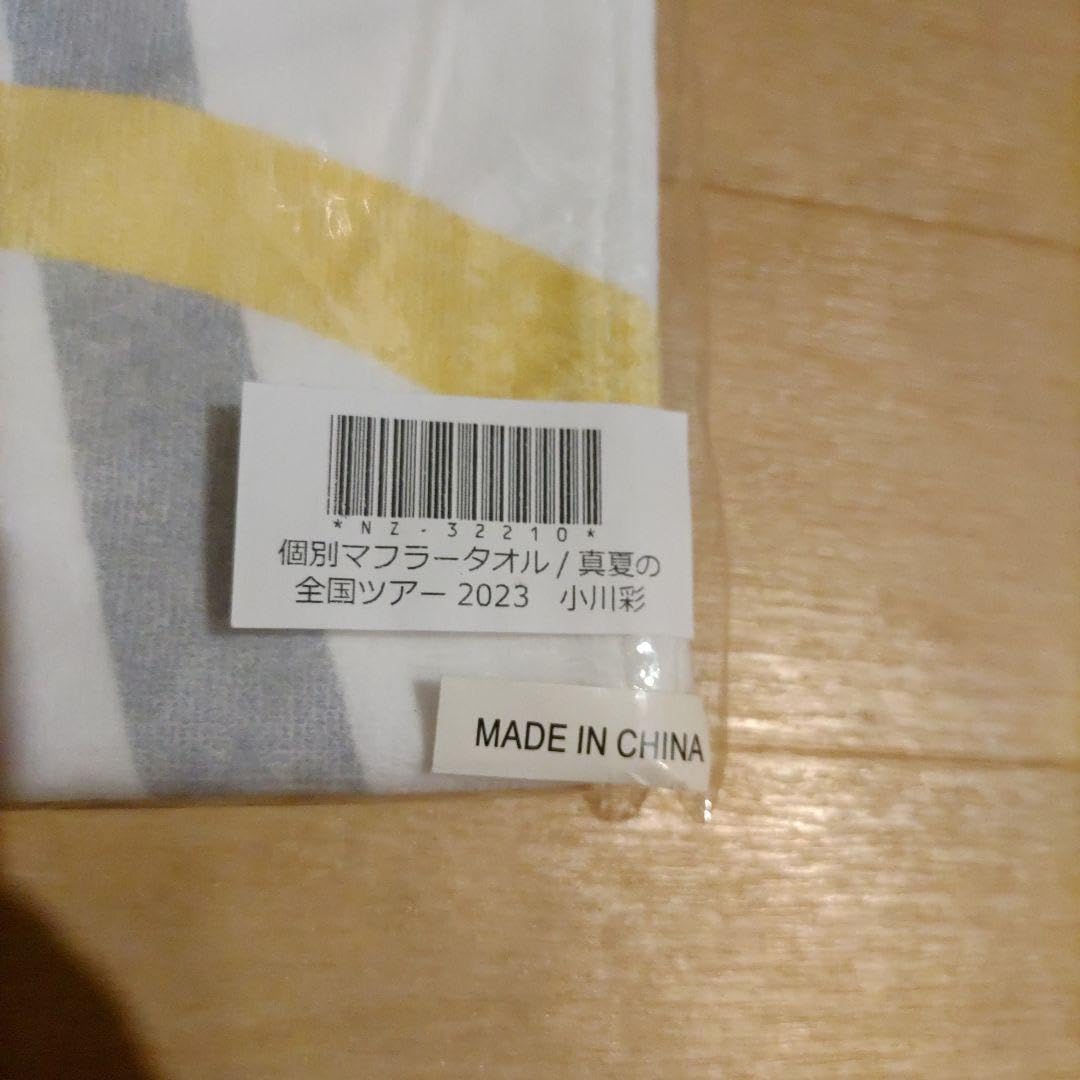 *NZ-32210*
個別マフラータオル / 真夏の
全国ツアー 2023　小川彩
MADE IN CHINA